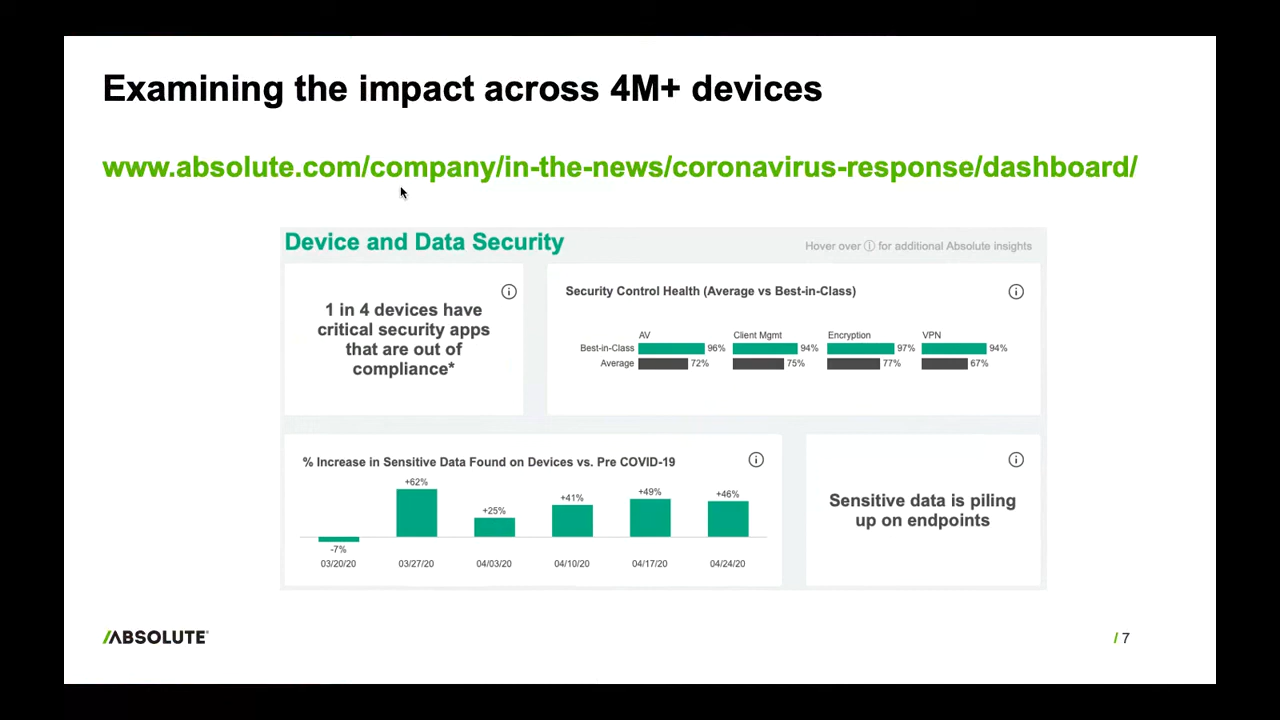 Examining the impact across 4M+ devices
www.absolute.com/company/in-the-news/coronavirus-response/dashboard/
Device and Data Security
Hover over ⓘ for additional Absolute insights
1 in 4 devices have
critical security apps
that are out of
compliance*
Security Control Health (Average vs Best-in-Class)
AV Client Mgmt Encryption VPN
Best-in-Class 96% 94% 97% 94%
Average 72% 75% 77% 67%
% Increase in Sensitive Data Found on Devices vs. Pre COVID-19
-7% +62% +25% +41% +49% +46%
03/20/20 03/27/20 04/03/20 04/10/20 04/17/20 04/24/20
Sensitive data is piling
up on endpoints
ABSOLUTE
/ 7